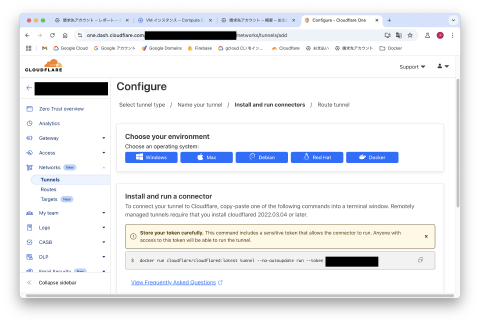 請求先アカウント – レポート –
VM インスタンス – Compute
請求先アカウント – 概要 –
Configure – Cloudflare One
one.dash.cloudflare.com/
/networks/tunnels/add
Google Cloud
Google アカウント
Google Domains
Firebase
gcloud CLI をイン...
Cloudflare
お支払い
請求先アカウント
Docker
CLOUDFLARE
Support
Zero Trust overview
Analytics
Gateway
Access
Networks New
Tunnels
Routes
Targets New
My team
Logs
CASB
DLP
Email Security New
Collapse sidebar
Configure
Select tunnel type / Name your tunnel / Install and run connectors / Route tunnel
Choose your environment
Choose an operating system:
Windows
Mac
Debian
Red Hat
Docker
Install and run a connector
To connect your tunnel to Cloudflare, copy-paste one of the following commands into a terminal window. Remotely
managed tunnels require that you install cloudflared 2022.03.04 or later.
Store your token carefully. This command includes a sensitive token that allows the connector to run. Anyone with
access to this token will be able to run the tunnel.
$ docker run cloudflare/cloudflared:latest tunnel --no-autoupdate run --token
View Frequently Asked Questions